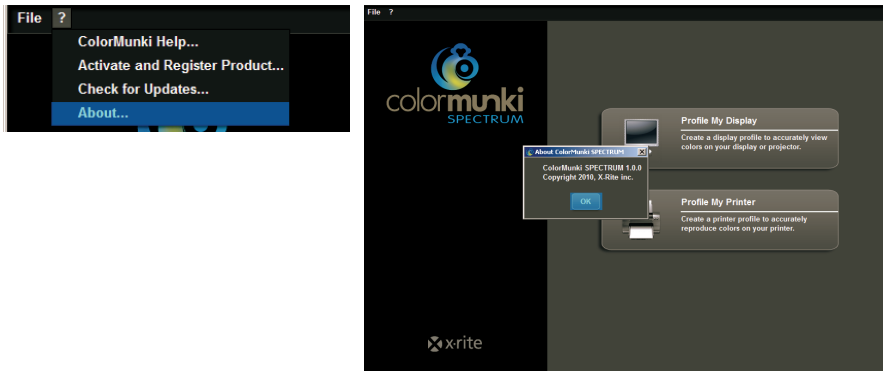 File ?
ColorMunki Help...
Activate and Register Product...
Check for Updates...
About...
File ?
colormunki
SPECTRUM
Profile My Display
Create a display profile to accurately view
colors on your display or projector.
About ColorMunki SPECTRUM
ColorMunki SPECTRUM 1.0.0
Copyright 2010, X-Rite inc.
OK
Profile My Printer
Create a printer profile to accurately
reproduce colors on your printer.
x·rite